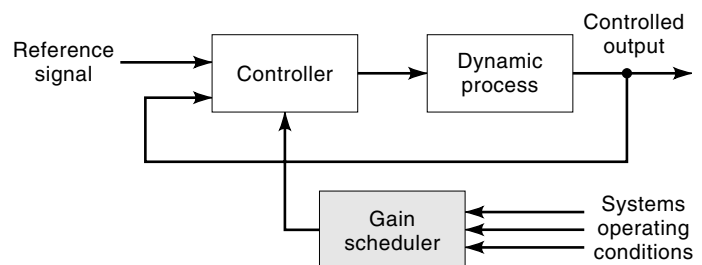 Reference
signal
Controller
Dynamic
process
Controlled
output
Gain
scheduler
Systems
operating
conditions